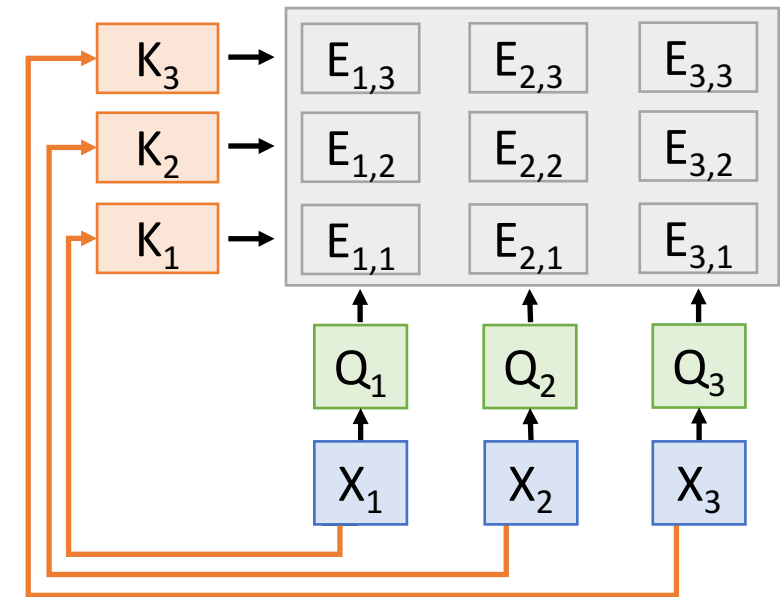 K3 E1,3 E2,3 E3,3
K2 E1,2 E2,2 E3,2
K1 E1,1 E2,1 E3,1
Q1 Q2 Q3
X1 X2 X3